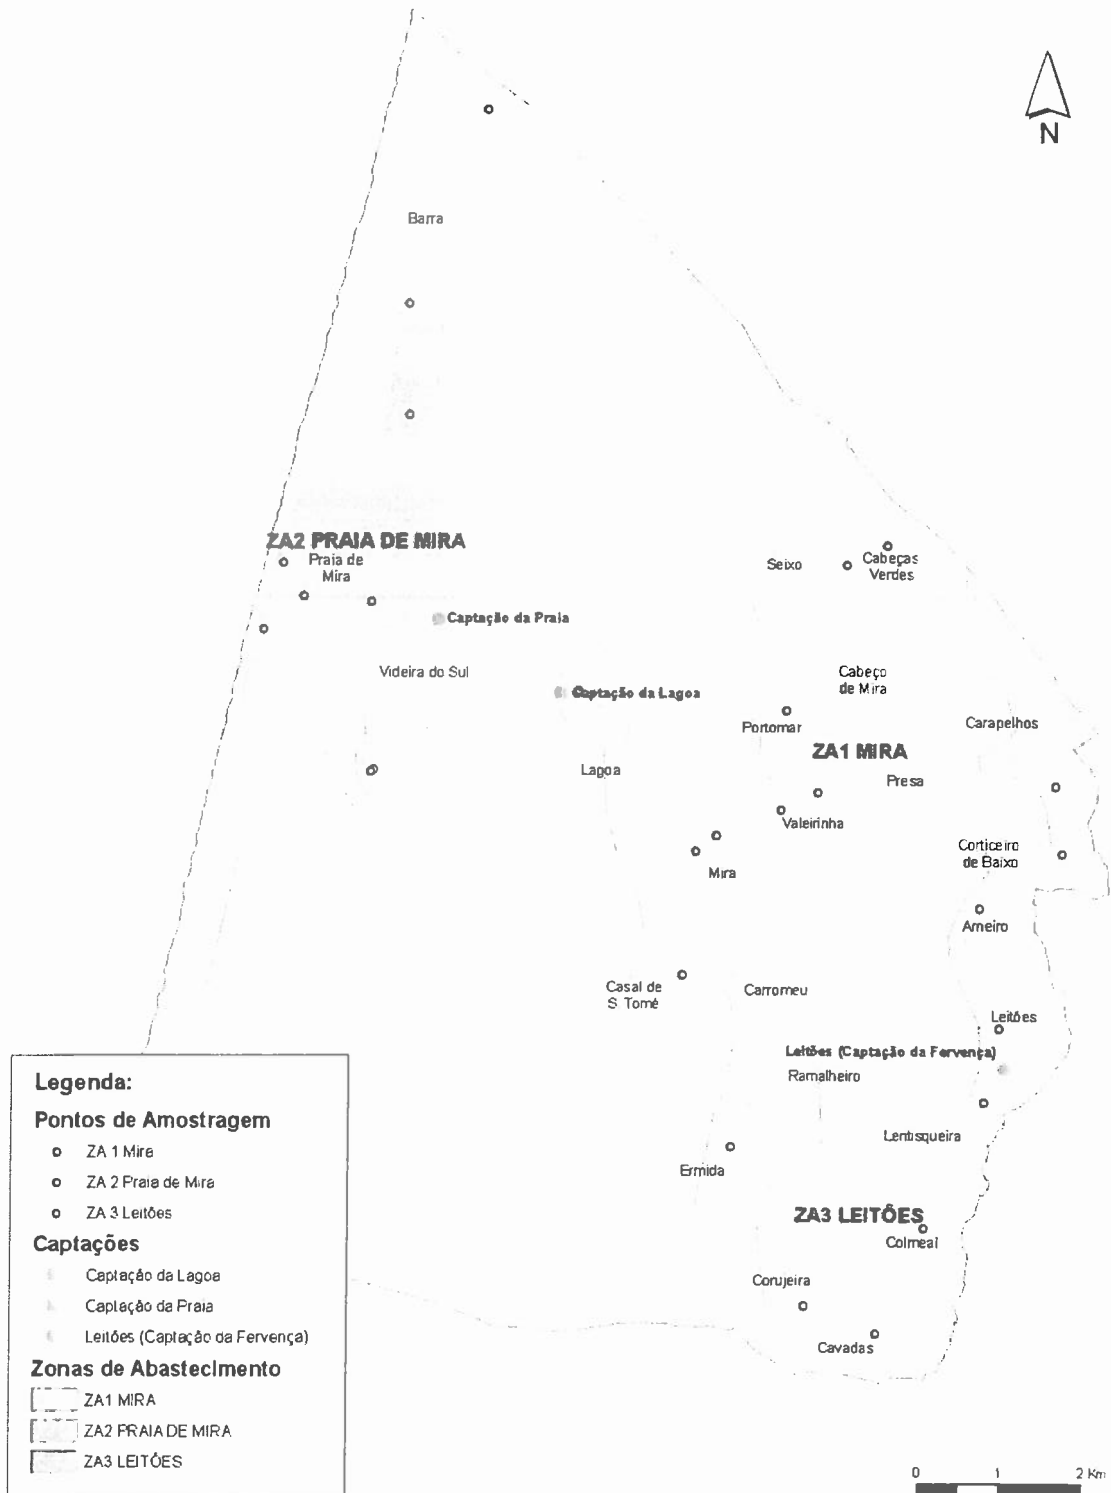 N
Barra
ZA2 PRAIA DE MIRA
Praia de
Mira
Seixo
Cabeças
Verdes
Captação da Praia
Videira do Sul
Cabeço
de Mira
Captação da Lagoa
Portomar
Carapelhos
ZA1 MIRA
Lagoa
Presa
Valeirinha
Corticeiro
de Baixo
Mira
Arneiro
Casal de
S. Tomé
Carromeu
Leitões
Leitões (Captação da Fervença)
Ramalheiro
Lentisqueira
Ermida
ZA3 LEITÕES
Colmeal
Corujeira
Cavadas
Legenda:
Pontos de Amostragem
ZA 1 Mira
ZA 2 Praia de Mira
ZA 3 Leitões
Captações
Captação da Lagoa
Captação da Praia
Leitões (Captação da Fervença)
Zonas de Abastecimento
ZA1 MIRA
ZA2 PRAIA DE MIRA
ZA3 LEITÕES
0 1 2 Km